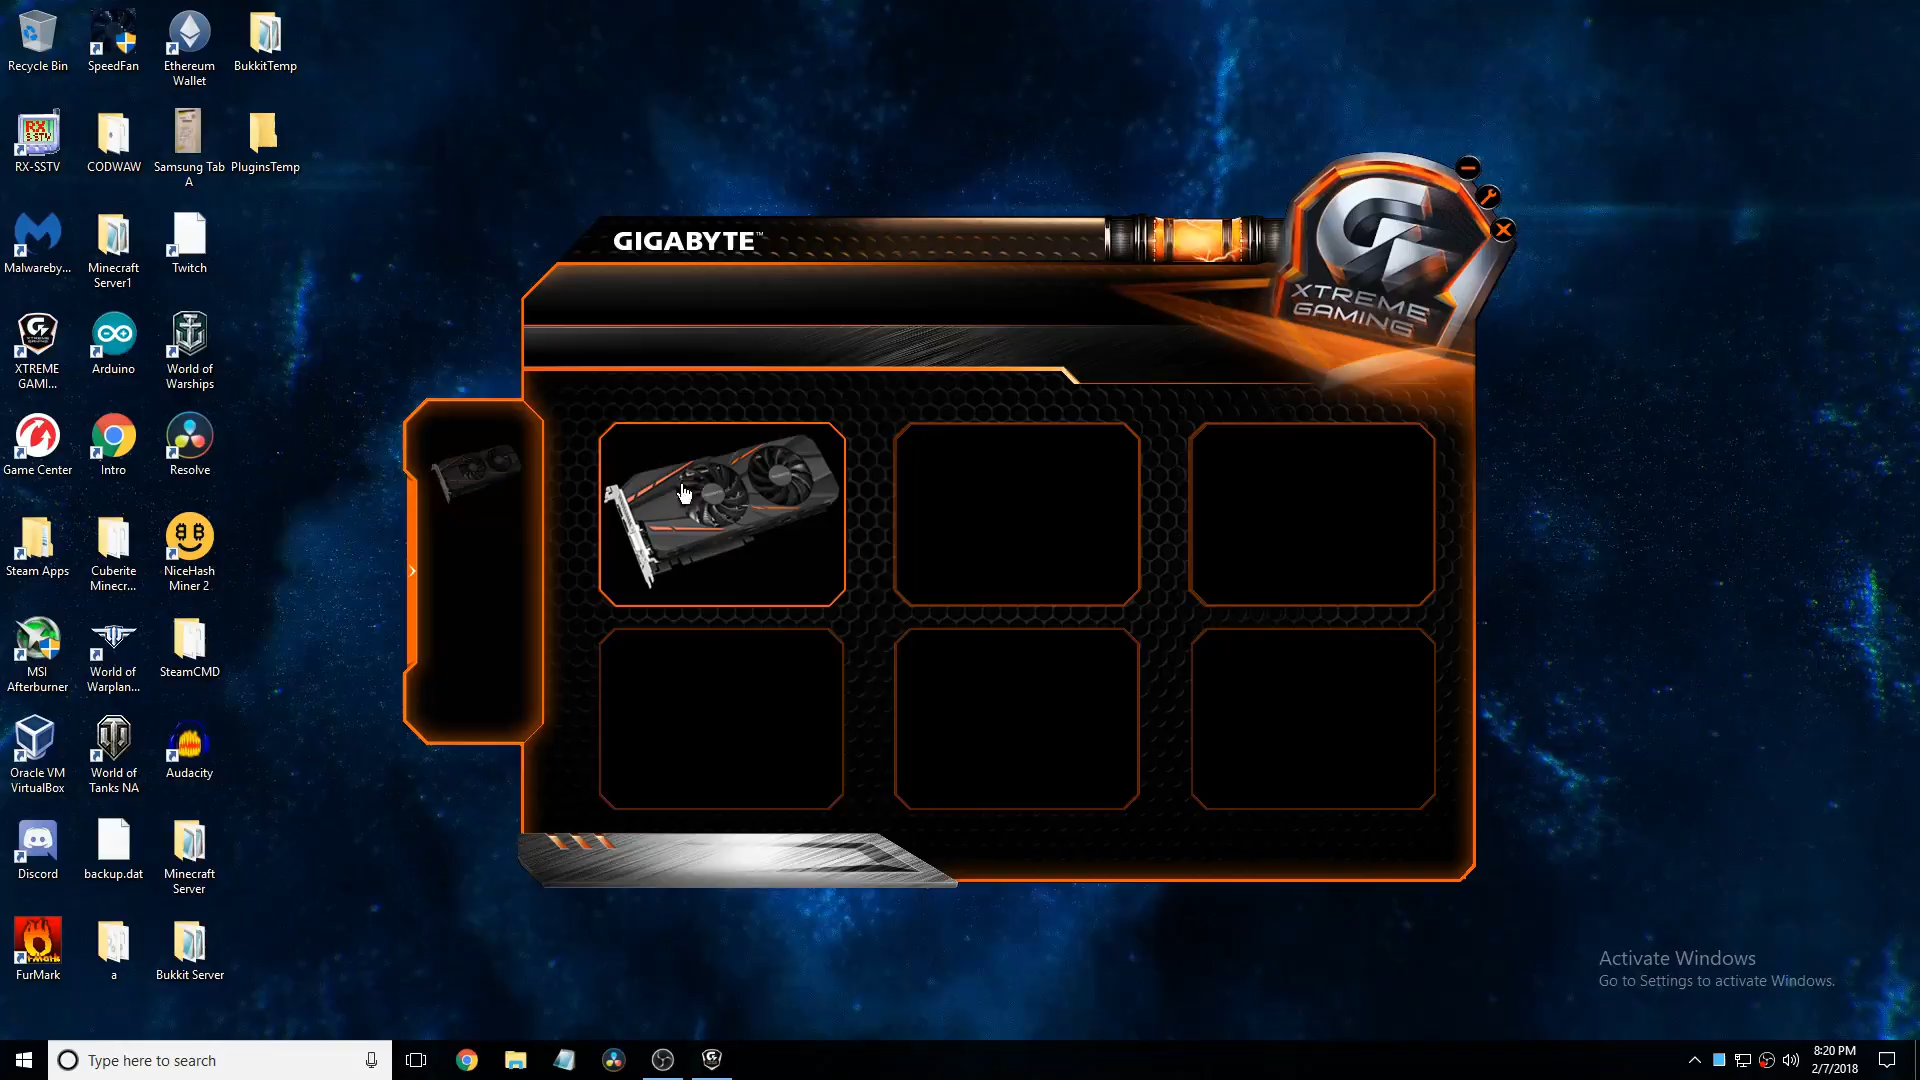 Recycle Bin
SpeedFan
Ethereum
Wallet
BukkitTemp
RX-SSTV
CODWAW
Samsung Tab
A
PluginsTemp
Malwareby...
Minecraft
Server1
Twitch
XTREME
GAMI...
Arduino
World of
Warships
Game Center
Intro
Resolve
Steam Apps
Cuberite
Minecr...
NiceHash
Miner 2
MSI
Afterburner
World of
Warplan...
SteamCMD
Oracle VM
VirtualBox
World of
Tanks NA
Audacity
Discord
backup.dat
Minecraft
Server
FurMark
a
Bukkit Server
GIGABYTE™
XTREME
GAMING
Activate Windows
Go to Settings to activate Windows.
Type here to search
8:20 PM
2/7/2018